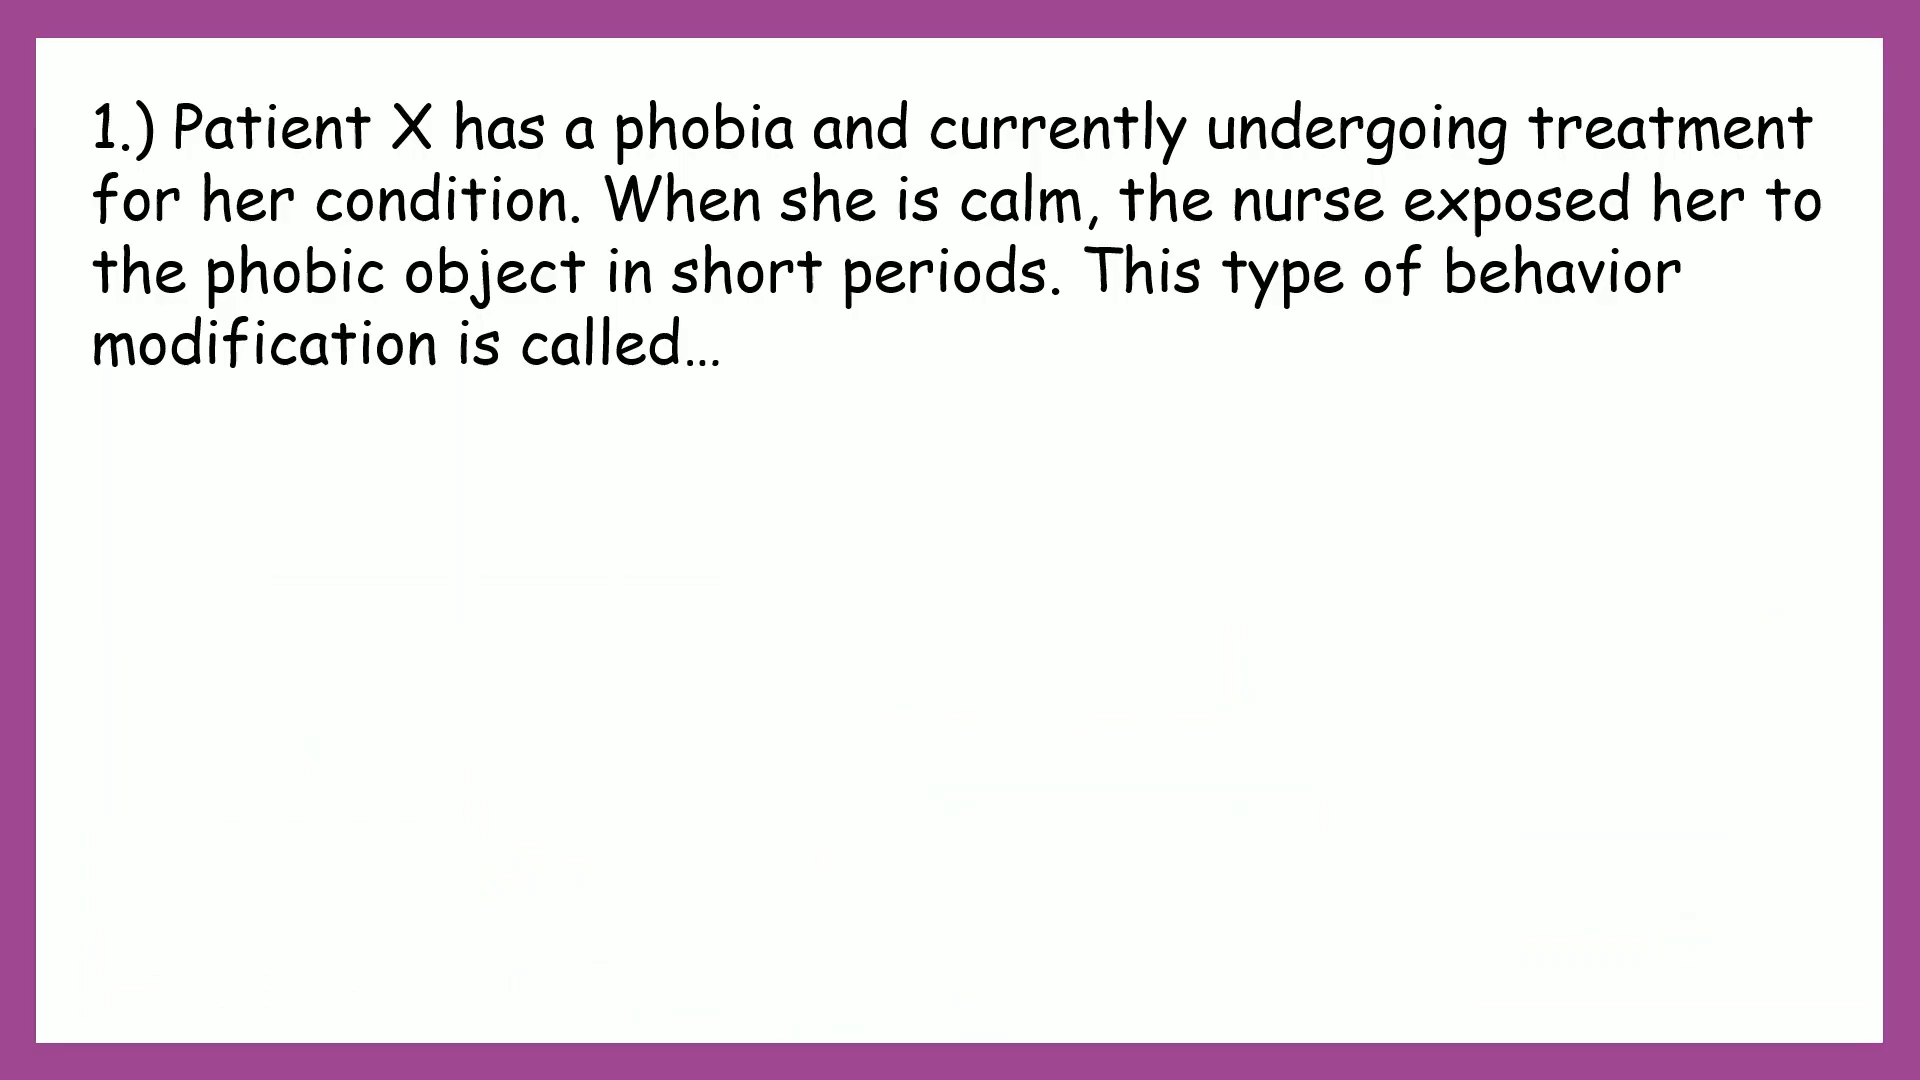 1.) Patient X has a phobia and currently undergoing treatment
for her condition. When she is calm, the nurse exposed her to
the phobic object in short periods. This type of behavior
modification is called...